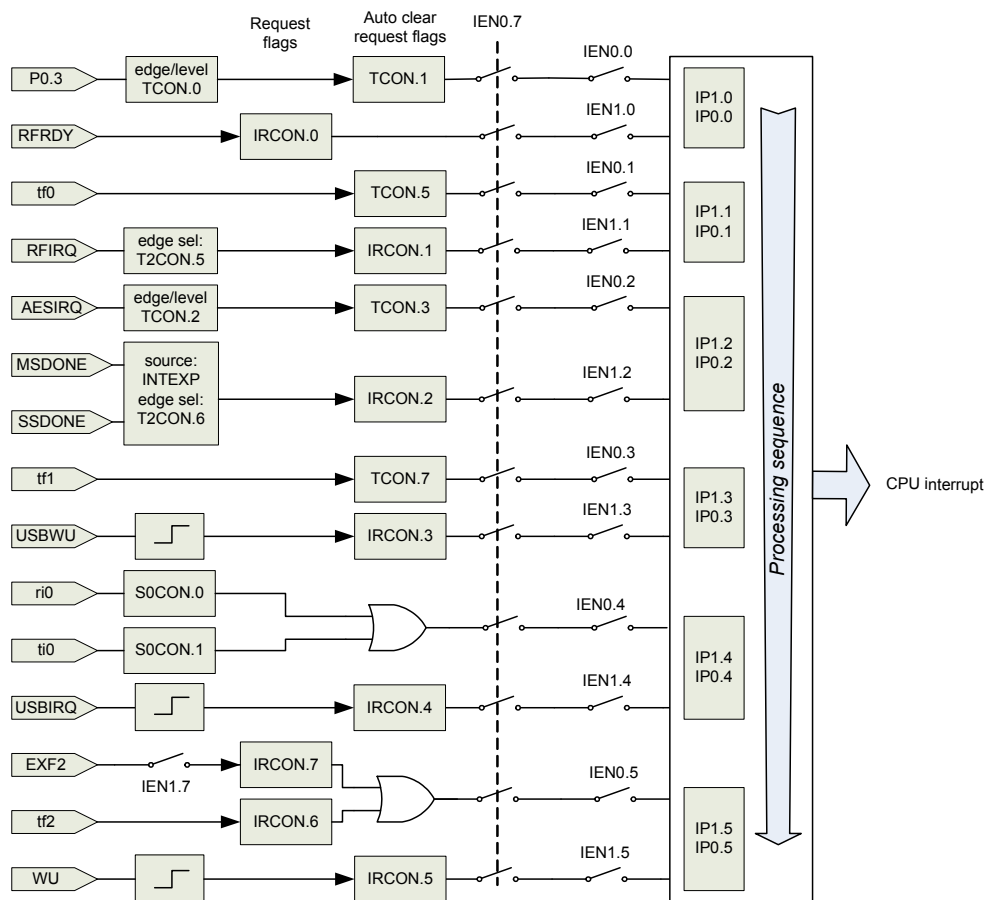 Request
flags
Auto clear
request flags
IEN0.7
P0.3
edge/level
TCON.0
TCON.1
IEN0.0
IP1.0
IP0.0
RFRDY
IRCON.0
IEN1.0
tf0
TCON.5
IEN0.1
IP1.1
IP0.1
RFIRQ
edge sel:
T2CON.5
IRCON.1
IEN1.1
AESIRQ
edge/level
TCON.2
TCON.3
IEN0.2
IP1.2
IP0.2
MSDONE
SSDONE
source:
INTEXP
edge sel:
T2CON.6
IRCON.2
IEN1.2
tf1
TCON.7
IEN0.3
IP1.3
IP0.3
USBWU
IRCON.3
IEN1.3
Processing sequence
CPU interrupt
ri0
S0CON.0
ti0
S0CON.1
IEN0.4
IP1.4
IP0.4
USBIRQ
IRCON.4
IEN1.4
EXF2
IEN1.7
IRCON.7
tf2
IRCON.6
IEN0.5
IP1.5
IP0.5
WU
IRCON.5
IEN1.5